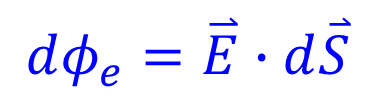 dϕₑ = E⃗ · dS⃗